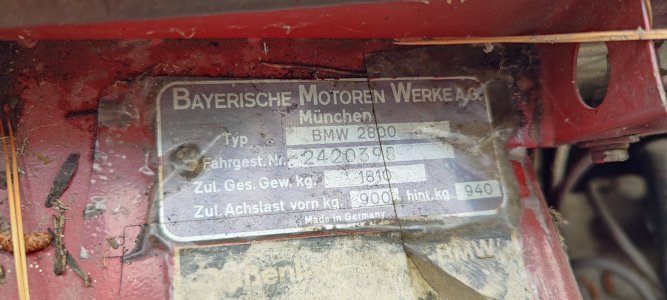 BAYERISCHE MOTOREN WERKE A.G.
München
Typ BMW 2800
Fahrgest.Nr. 2420398
Zul. Ges. Gew. kg. 1810
Zul. Achslast vorn kg. 900 hint. kg 940
Made in Germany
BMW